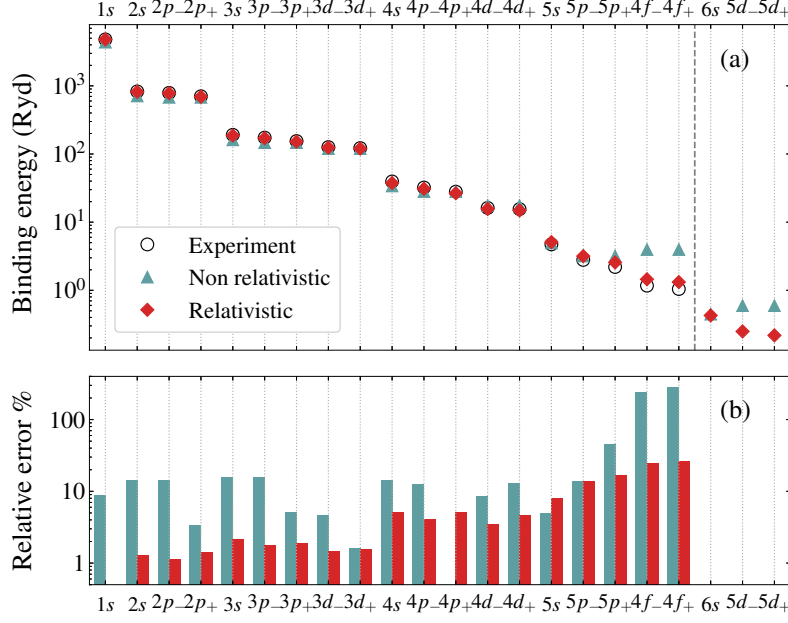 1s 2s 2p− 2p+ 3s 3p− 3p+ 3d− 3d+ 4s 4p− 4p+ 4d− 4d+ 5s 5p− 5p+ 4f− 4f+ 6s 5d− 5d+
(a)
Binding energy (Ryd)
10³
10²
10¹
10⁰
Experiment
Non relativistic
Relativistic
(b)
Relative error %
100
10
1
1s 2s 2p− 2p+ 3s 3p− 3p+ 3d− 3d+ 4s 4p− 4p+ 4d− 4d+ 5s 5p− 5p+ 4f− 4f+ 6s 5d− 5d+